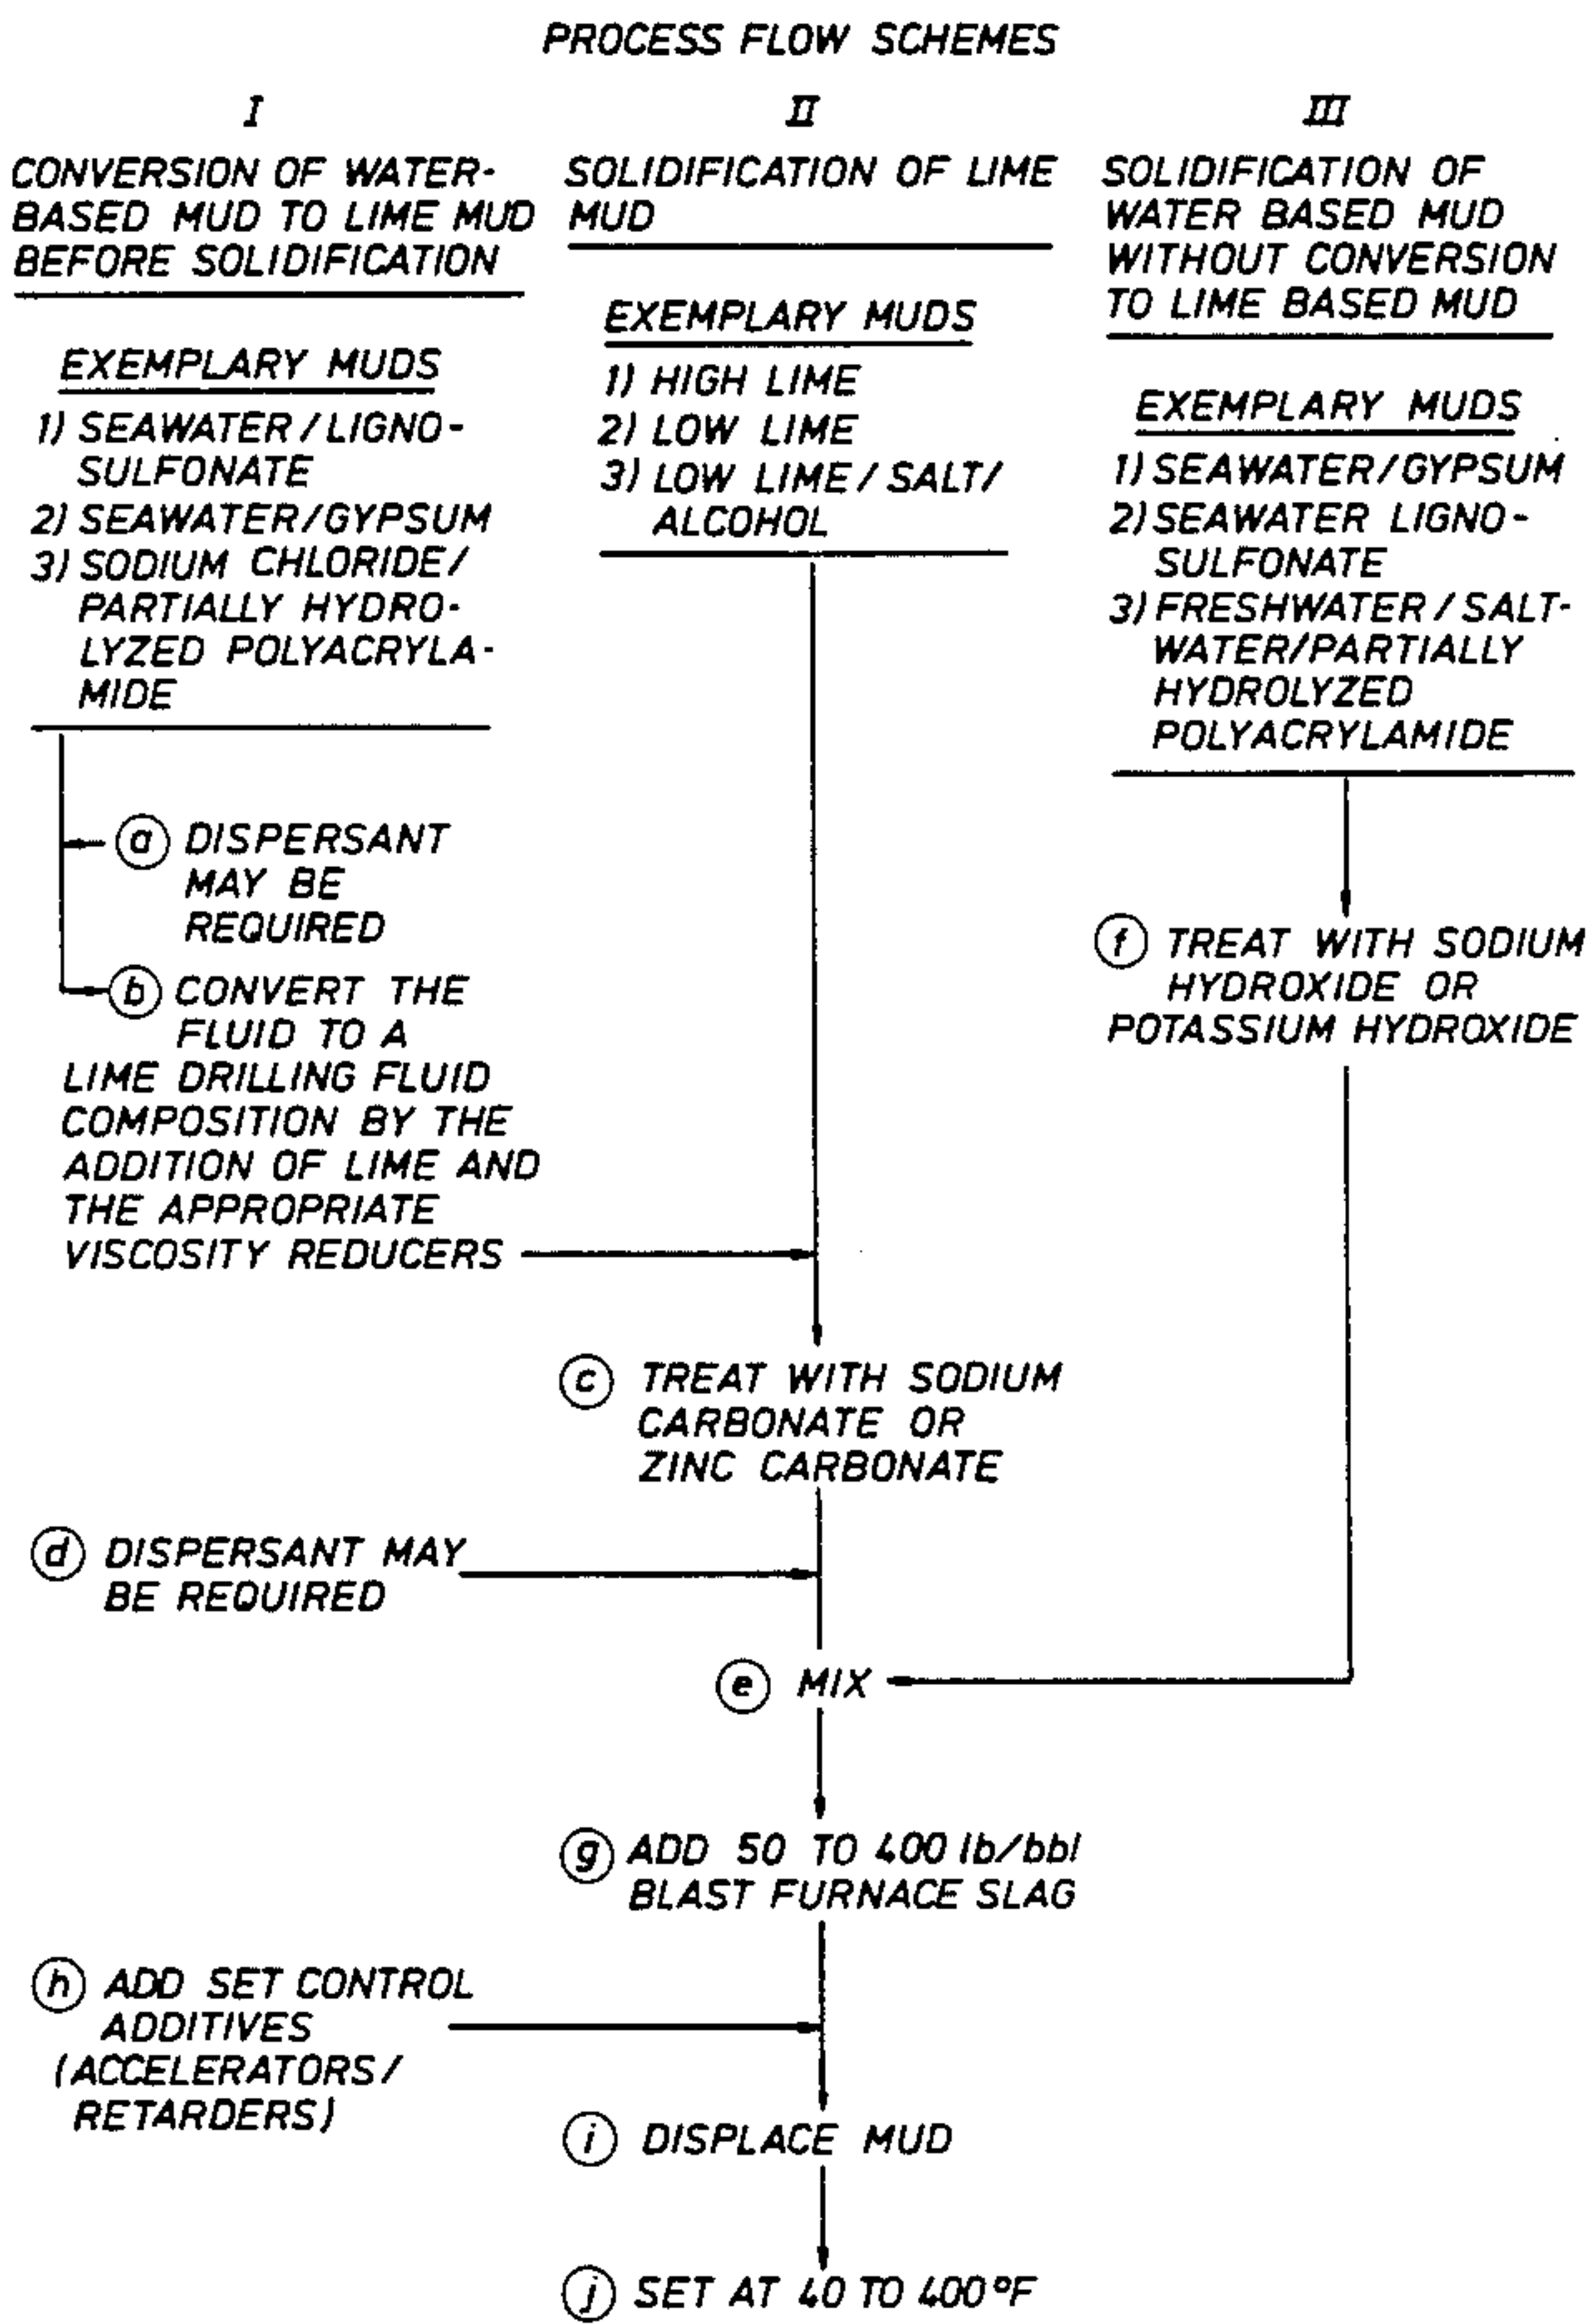 PROCESS FLOW SCHEMES
I
CONVERSION OF WATER-
BASED MUD TO LIME MUD
BEFORE SOLIDIFICATION
EXEMPLARY MUDS
1) SEAWATER/LIGNO-
SULFONATE
2) SEAWATER/GYPSUM
3) SODIUM CHLORIDE/
PARTIALLY HYDRO-
LYZED POLYACRYLA-
MIDE
II
SOLIDIFICATION OF LIME
MUD
EXEMPLARY MUDS
1) HIGH LIME
2) LOW LIME
3) LOW LIME/SALT/
ALCOHOL
III
SOLIDIFICATION OF
WATER BASED MUD
WITHOUT CONVERSION
TO LIME BASED MUD
EXEMPLARY MUDS
1) SEAWATER/GYPSUM
2) SEAWATER LIGNO-
SULFONATE
3) FRESHWATER/SALT-
WATER/PARTIALLY
HYDROLYZED
POLYACRYLAMIDE
a DISPERSANT
MAY BE
REQUIRED
b CONVERT THE
FLUID TO A
LIME DRILLING FLUID
COMPOSITION BY THE
ADDITION OF LIME AND
THE APPROPRIATE
VISCOSITY REDUCERS
f TREAT WITH SODIUM
HYDROXIDE OR
POTASSIUM HYDROXIDE
c TREAT WITH SODIUM
CARBONATE OR
ZINC CARBONATE
d DISPERSANT MAY
BE REQUIRED
e MIX
g ADD 50 TO 400 lb/bbl
BLAST FURNACE SLAG
h ADD SET CONTROL
ADDITIVES
(ACCELERATORS/
RETARDERS)
i DISPLACE MUD
j SET AT 40 TO 400°F